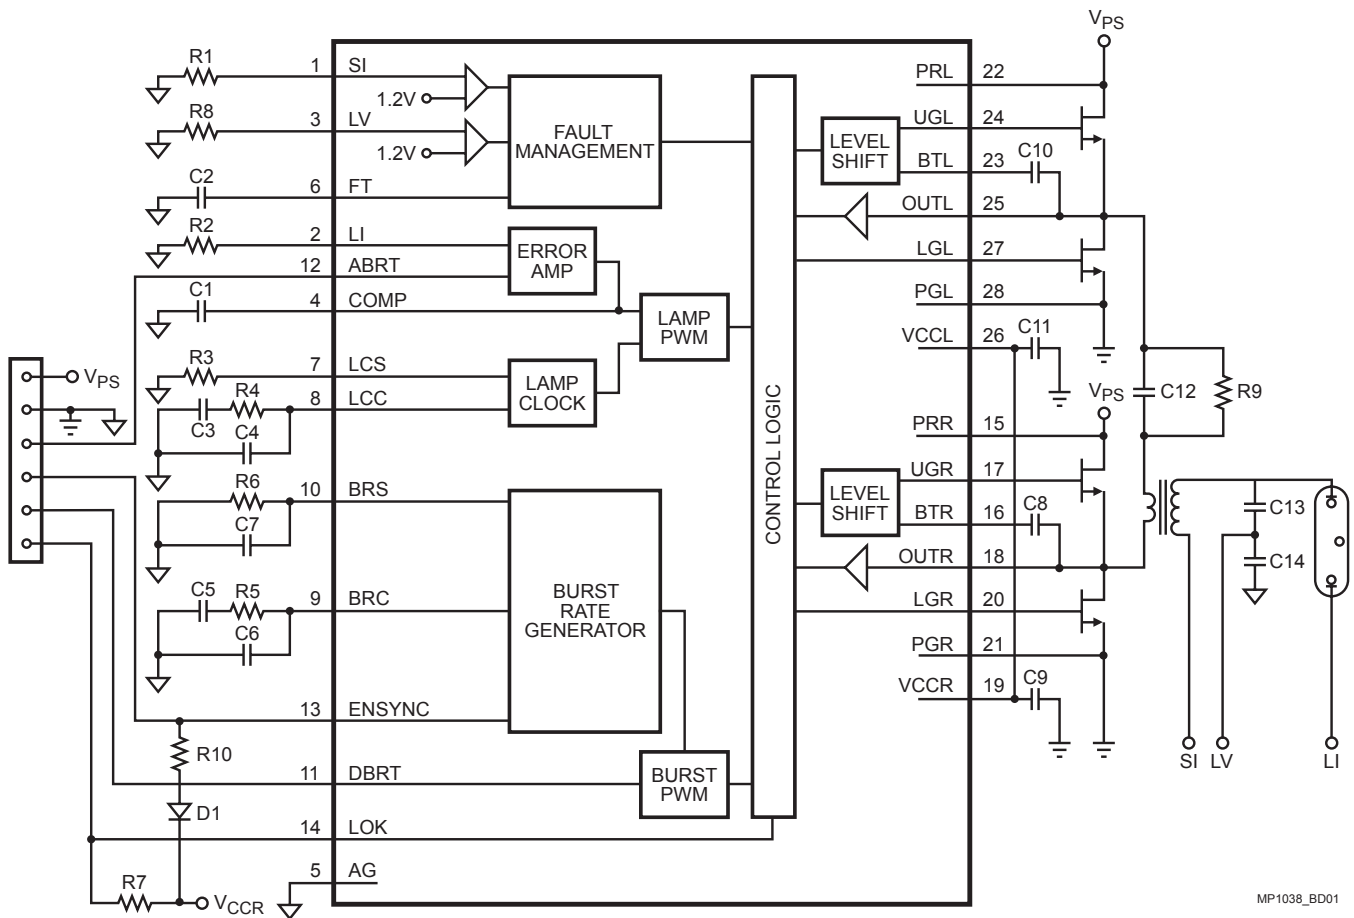 V_PS
R1
1
SI
1.2V
R8
3
LV
1.2V
FAULT
MANAGEMENT
C2
6
FT
R2
2
LI
12
ABRT
ERROR
AMP
C1
4
COMP
LAMP
PWM
R3
7
LCS
LAMP
CLOCK
V_PS
R4
8
LCC
C3
C4
R6
10
BRS
C7
C5
R5
9
BRC
C6
BURST
RATE
GENERATOR
13
ENSYNC
R10
11
DBRT
BURST
PWM
D1
14
LOK
5
AG
R7
V_CCR
CONTROL LOGIC
PRL
22
LEVEL
SHIFT
UGL
24
BTL
23
C10
OUTL
25
LGL
27
PGL
28
VCCL
26
C11
V_PS
C12
R9
PRR
15
LEVEL
SHIFT
UGR
17
BTR
16
C8
OUTR
18
LGR
20
PGR
21
VCCR
19
C9
C13
C14
SI
LV
LI
MP1038_BD01